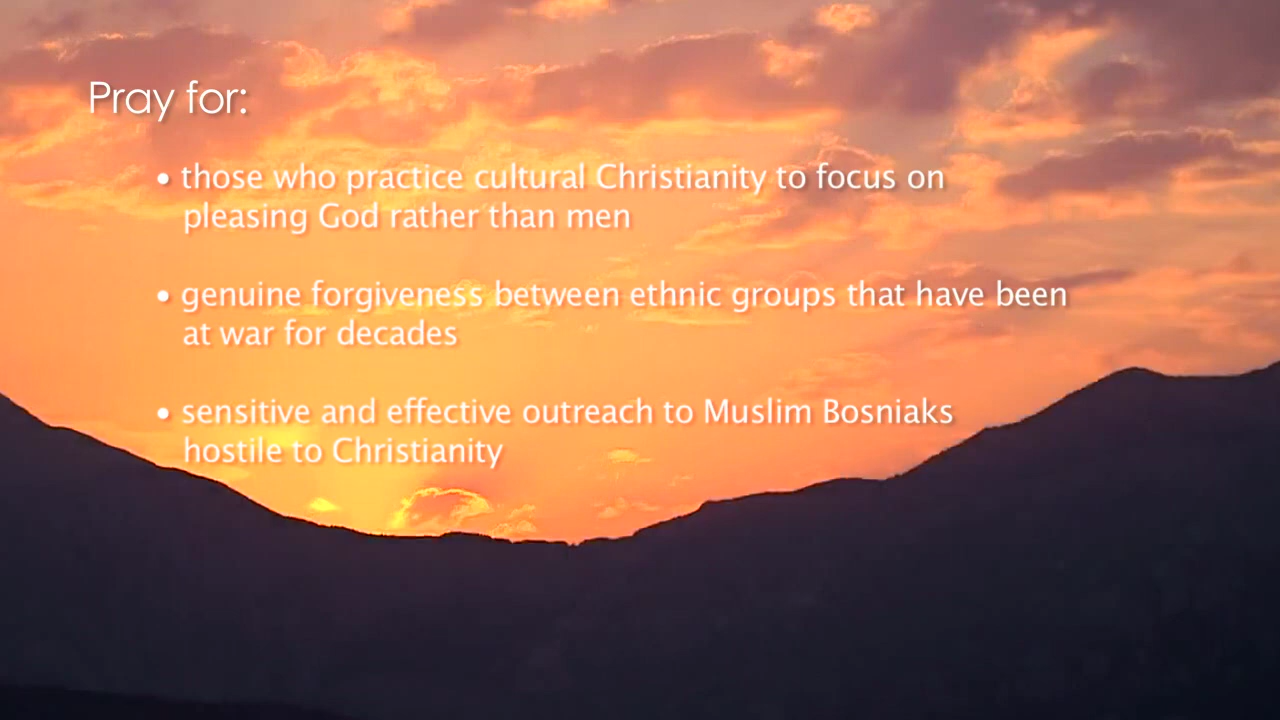 Pray for:
• those who practice cultural Christianity to focus on
pleasing God rather than men
• genuine forgiveness between ethnic groups that have been
at war for decades
• sensitive and effective outreach to Muslim Bosniaks
hostile to Christianity